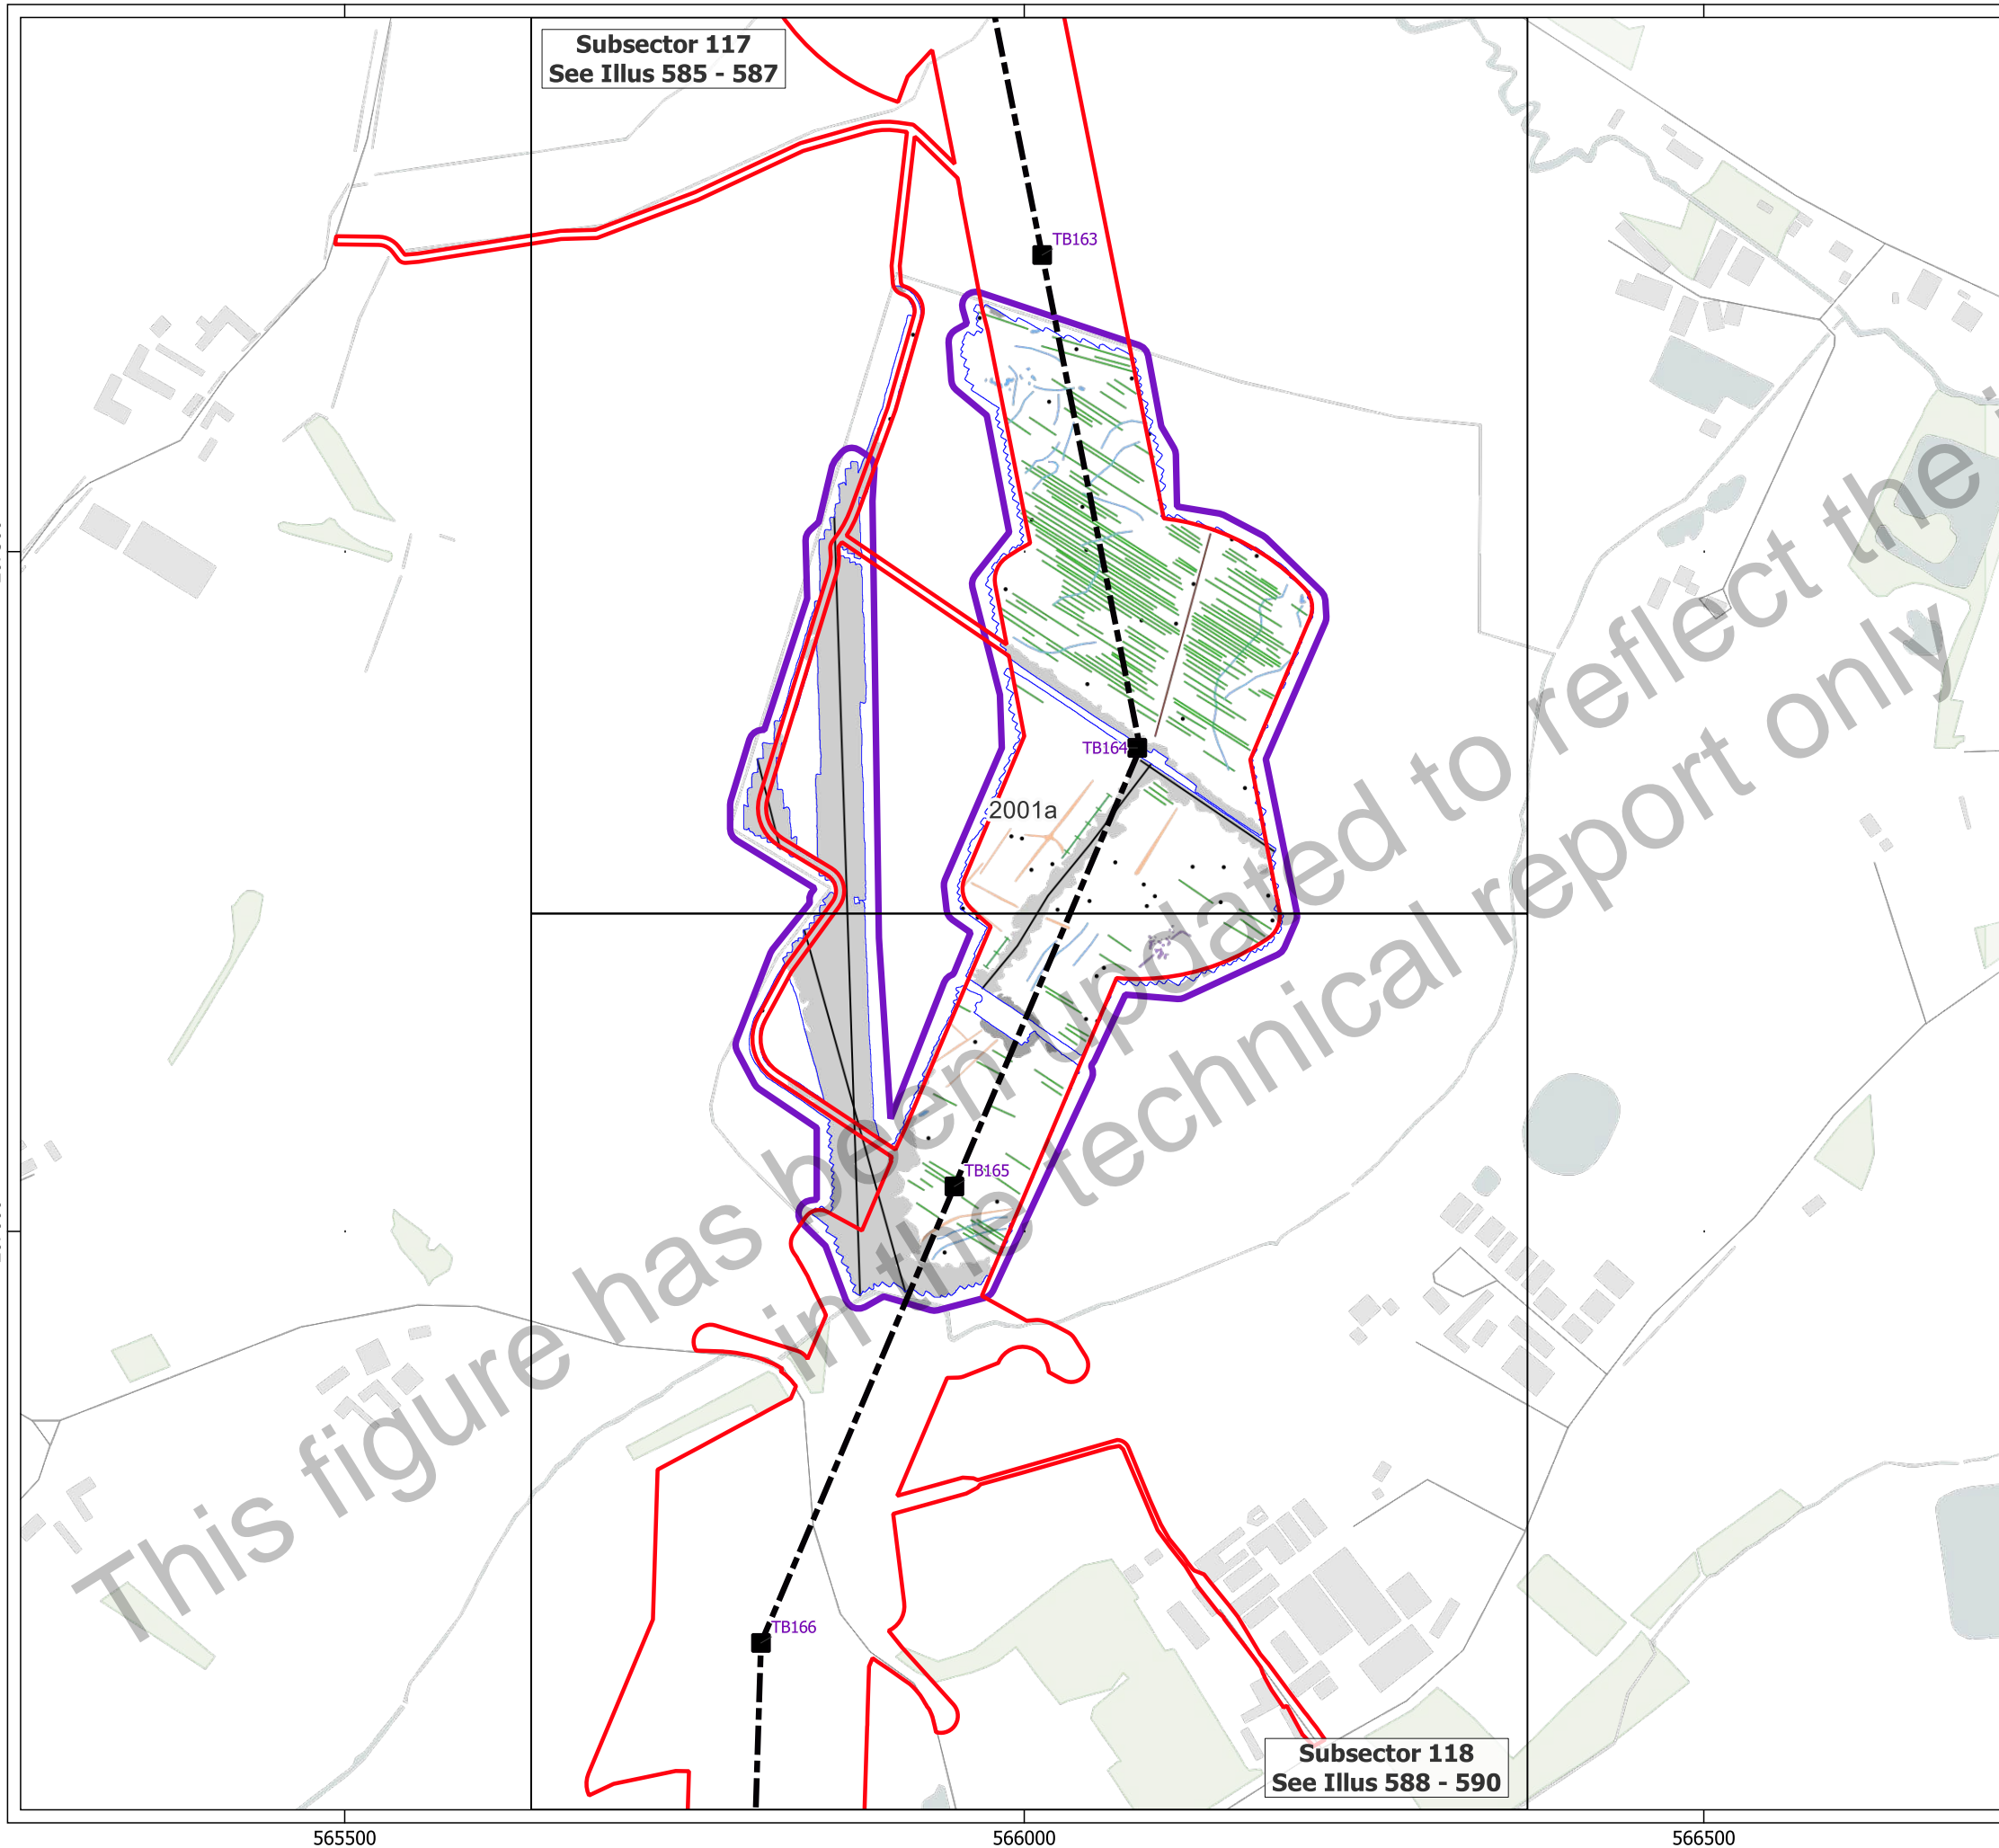 Subsector 117
See Illus 585 - 587
TB163
TB164
2001a
TB165
TB166
Subsector 118
See Illus 588 - 590
This figure has been updated to reflect the
in the technical report only
565500
566000
566500